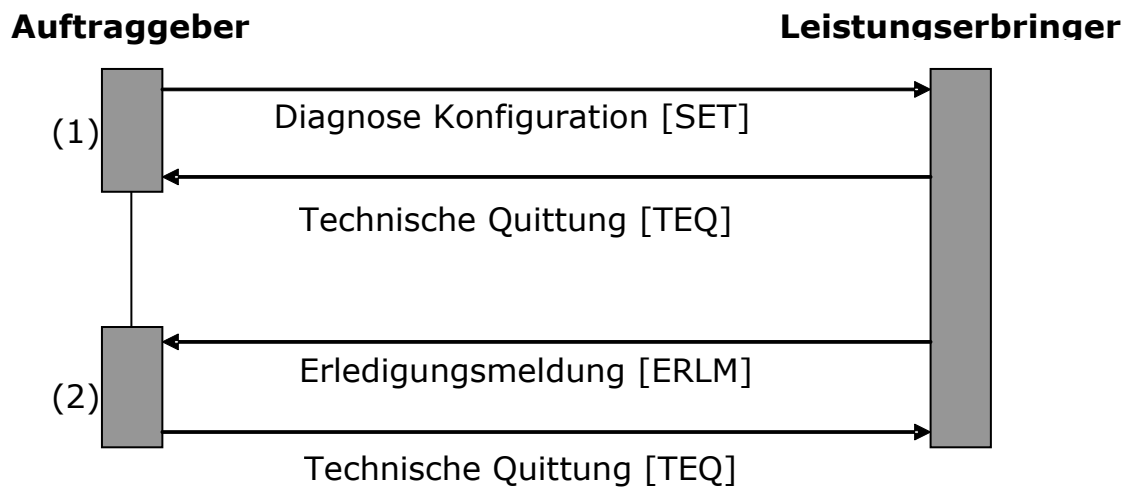 Auftraggeber
Leistungserbringer
(1)
Diagnose Konfiguration [SET]
Technische Quittung [TEQ]
Erledigungsmeldung [ERLM]
(2)
Technische Quittung [TEQ]